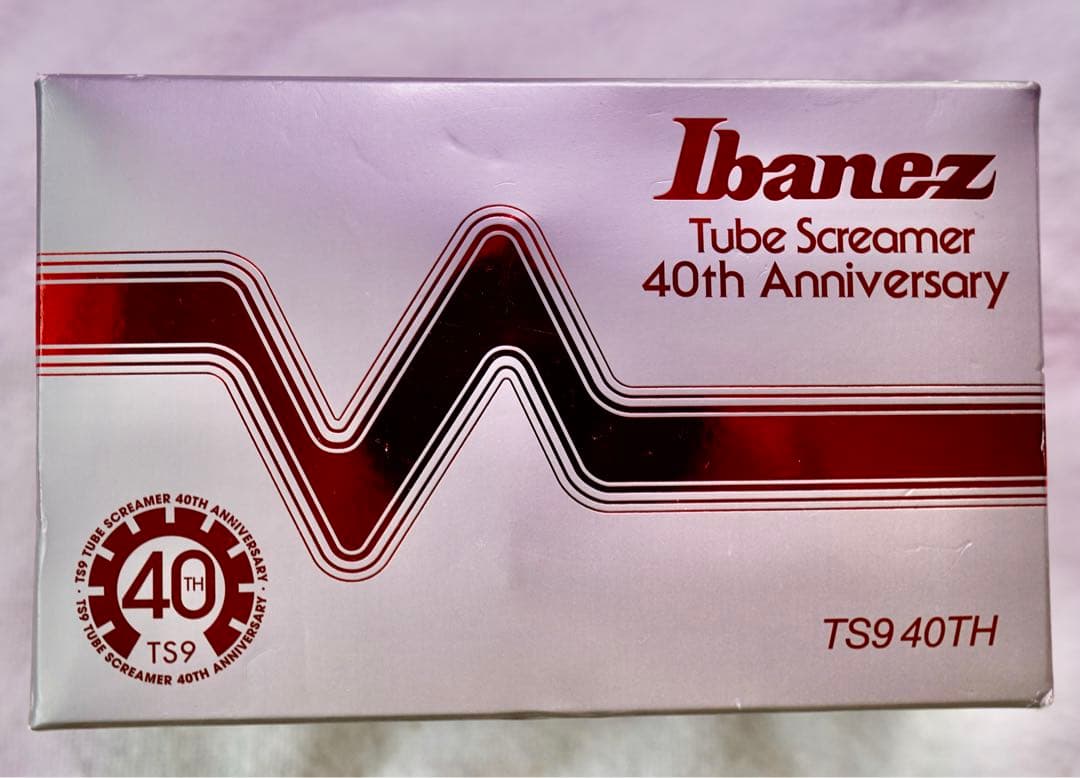 Ibanez
Tube Screamer
40th Anniversary
TS9 TUBE SCREAMER 40TH ANNIVERSARY ·
TS9 TUBE SCREAMER 40TH ANNIVERSARY ·
40TH
TS9
TS9 40TH